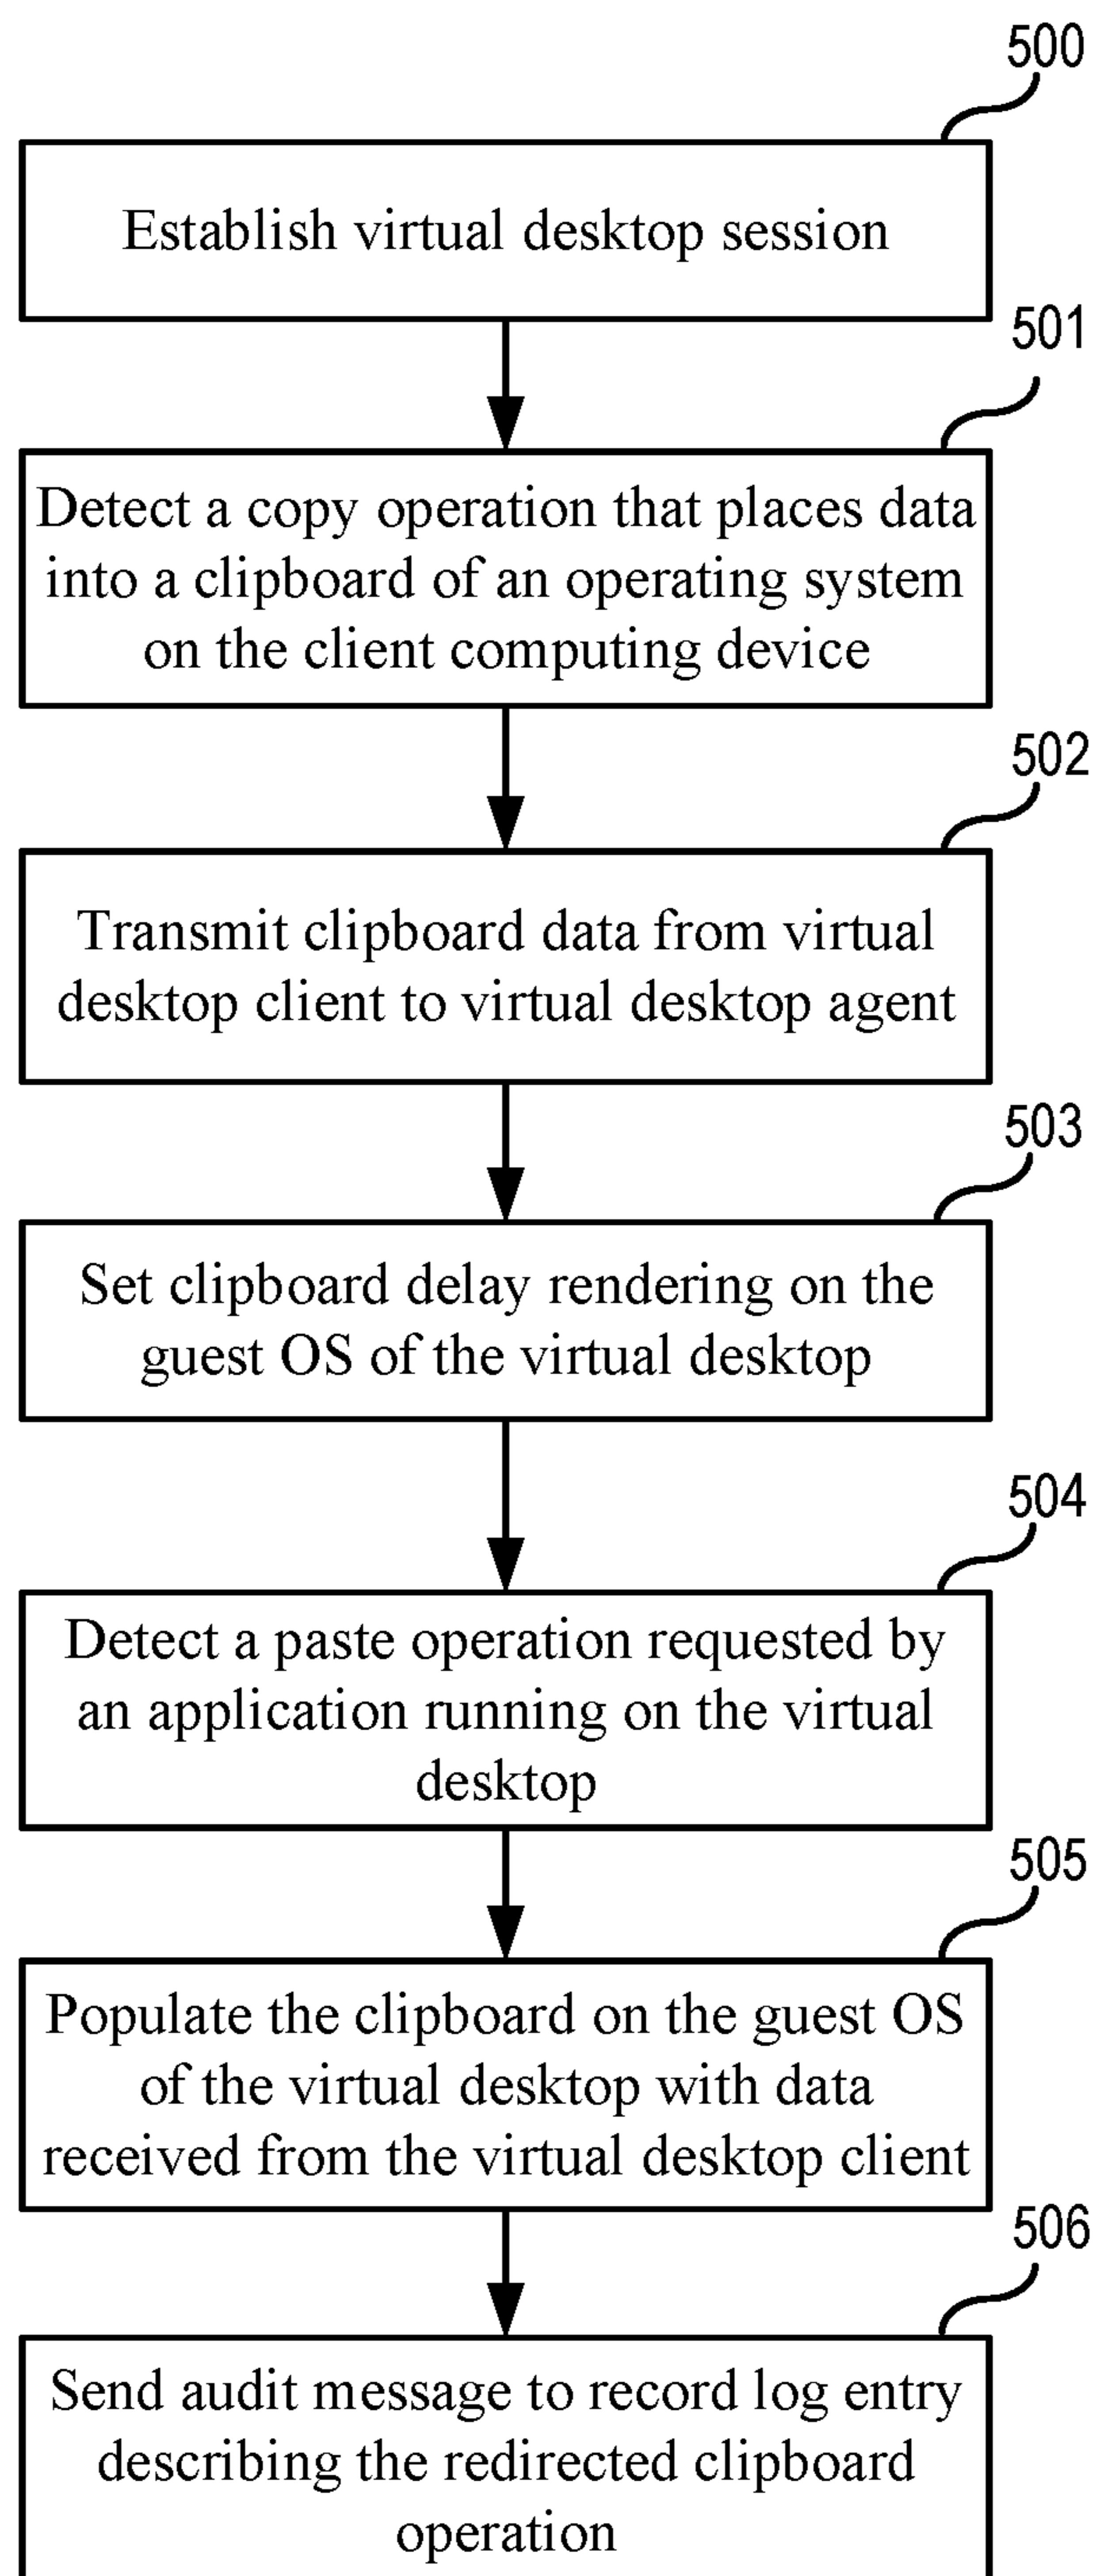 500
Establish virtual desktop session
501
Detect a copy operation that places data
into a clipboard of an operating system
on the client computing device
502
Transmit clipboard data from virtual
desktop client to virtual desktop agent
503
Set clipboard delay rendering on the
guest OS of the virtual desktop
504
Detect a paste operation requested by
an application running on the virtual
desktop
505
Populate the clipboard on the guest OS
of the virtual desktop with data
received from the virtual desktop client
506
Send audit message to record log entry
describing the redirected clipboard
operation